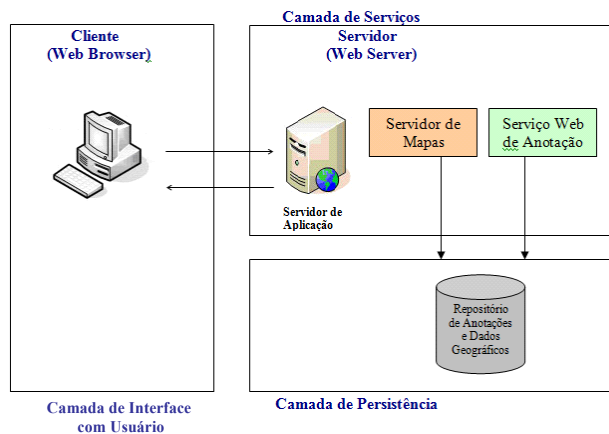 Camada de Serviços
Cliente
(Web Browser)
Servidor
(Web Server)
Servidor de
Mapas
Serviço Web
de Anotação
Servidor de
Aplicação
Repositório
de Anotações
e Dados
Geográficos
Camada de Interface
com Usuário
Camada de Persistência